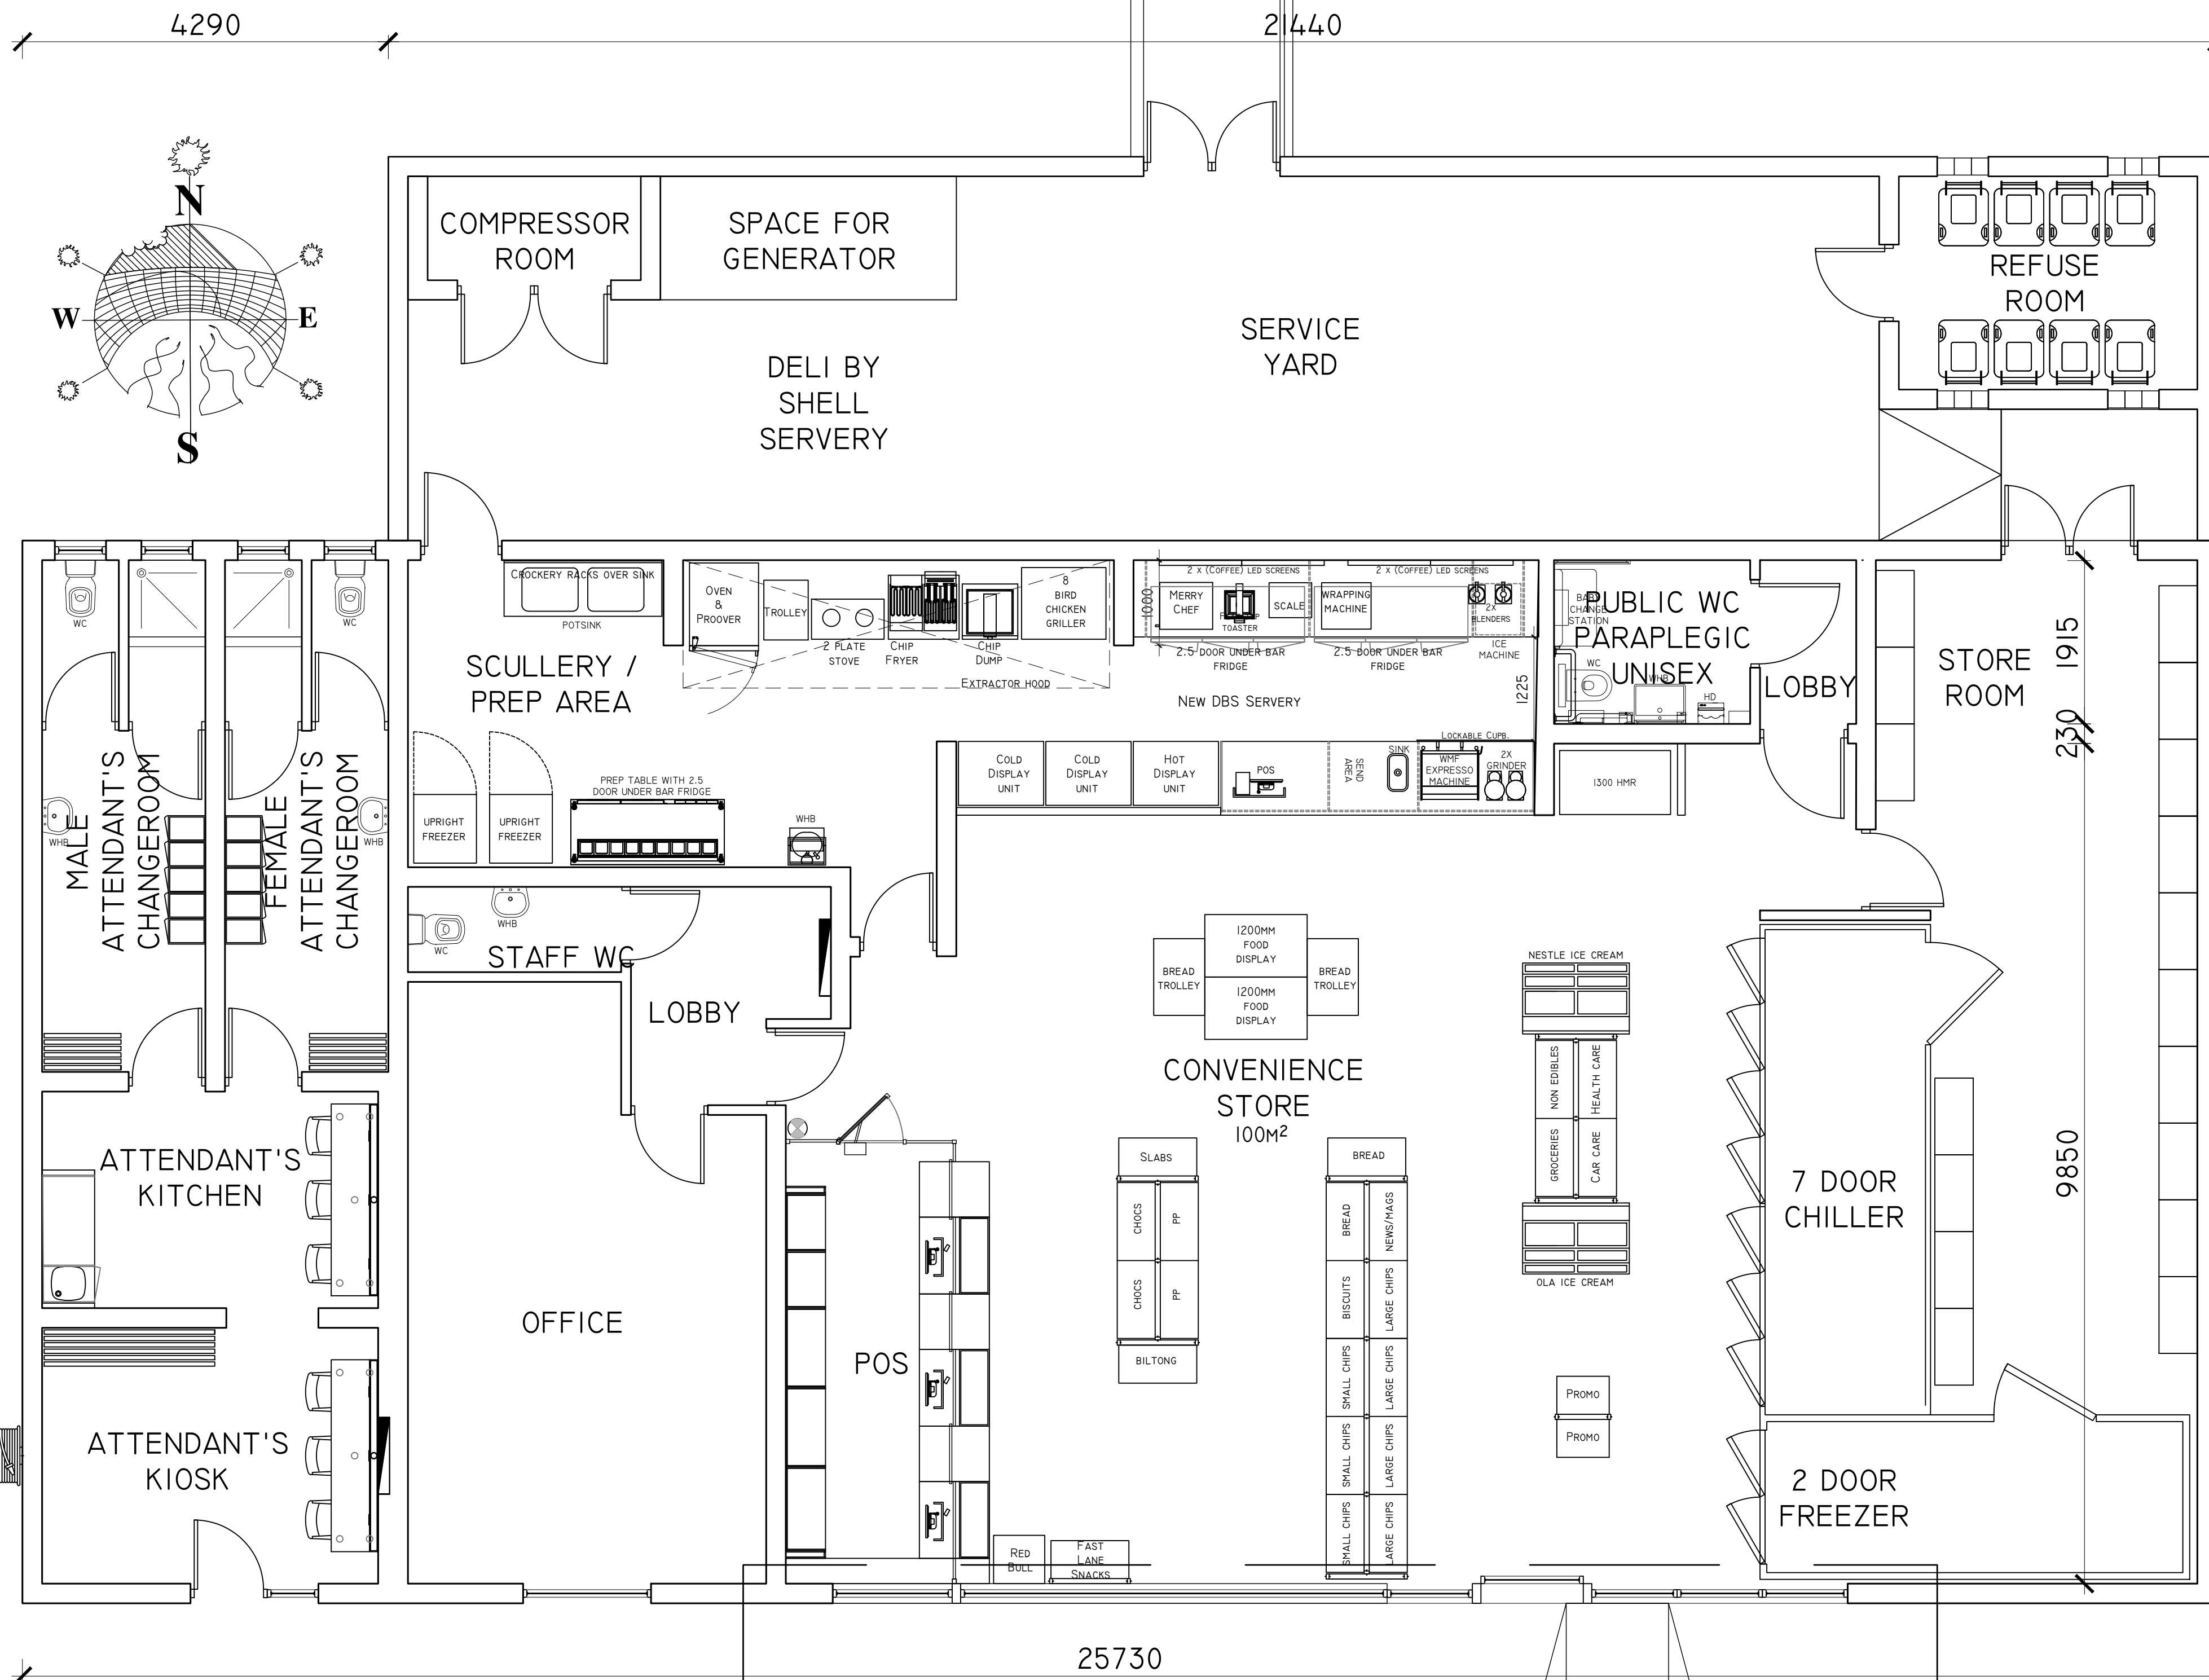 4290
21440
N
W
E
S
COMPRESSOR
ROOM
SPACE FOR
GENERATOR
SERVICE
YARD
REFUSE
ROOM
DELI BY
SHELL
SERVERY
WC
WC
CROCKERY RACKS OVER SINK
POTSINK
OVEN
&
PROOVER
TROLLEY
2 PLATE
STOVE
CHIP
FRYER
CHIP
DUMP
8
BIRD
CHICKEN
GRILLER
EXTRACTOR HOOD
1000
2 X (COFFEE) LED SCREENS
2 X (COFFEE) LED SCREENS
MERRY
CHEF
TOASTER
SCALE
WRAPPING
MACHINE
2X
BLENDERS
ICE
MACHINE
2.5 DOOR UNDER BAR
FRIDGE
2.5 DOOR UNDER BAR
FRIDGE
1225
NEW DBS SERVERY
SCULLERY /
PREP AREA
BABY
CHANGE
STATION
PUBLIC WC
PARAPLEGIC
UNISEX
WC
WHB
HD
LOBBY
STORE
ROOM
1915
230
9850
LOCKABLE CUPB.
COLD
DISPLAY
UNIT
COLD
DISPLAY
UNIT
HOT
DISPLAY
UNIT
POS
SEND
AREA
SINK
WMF
EXPRESSO
MACHINE
2X
GRINDER
1300 HMR
PREP TABLE WITH 2.5
DOOR UNDER BAR FRIDGE
UPRIGHT
FREEZER
UPRIGHT
FREEZER
WHB
WHB
WHB
MALE
ATTENDANT'S
CHANGEROOM
FEMALE
ATTENDANT'S
CHANGEROOM
WC
WHB
STAFF WC
LOBBY
1200MM
FOOD
DISPLAY
BREAD
TROLLEY
BREAD
TROLLEY
1200MM
FOOD
DISPLAY
NESTLE ICE CREAM
NON EDIBLES
HEALTH CARE
GROCERIES
CAR CARE
OLA ICE CREAM
CONVENIENCE
STORE
100M²
SLABS
CHOCS
PP
CHOCS
PP
BILTONG
BREAD
BREAD
NEWS/MAGS
BISCUITS
LARGE CHIPS
SMALL CHIPS
LARGE CHIPS
SMALL CHIPS
LARGE CHIPS
SMALL CHIPS
LARGE CHIPS
7 DOOR
CHILLER
ATTENDANT'S
KITCHEN
OFFICE
POS
PROMO
PROMO
ATTENDANT'S
KIOSK
2 DOOR
FREEZER
RED
BULL
FAST
LANE
SNACKS
25730